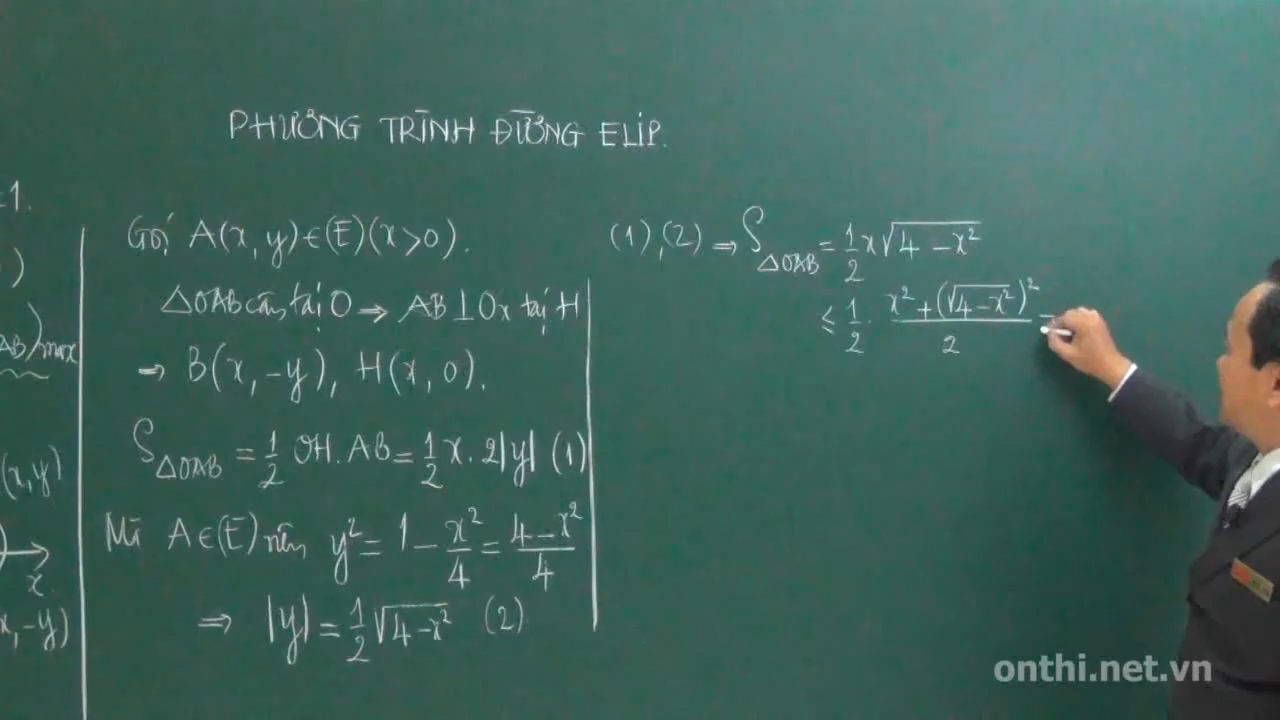 PHƯƠNG TRÌNH ĐƯỜNG ELIP.
=1.
)
AB)max
(x,y)
x
x,-y)
Gọi A(x,y)∈(E)(x>0).
△OAB cân tại O ⇒ AB⊥Ox tại H
⇒ B(x,-y), H(x,0).
S△OAB = 1/2 OH.AB = 1/2 x.2|y| (1)
Mì A∈(E) nên y² = 1 - x²/4 = (4-x²)/4
⇒ |y| = 1/2 √(4-x²) (2)
(1),(2) ⇒ S△OAB = 1/2 x√(4-x²)
≤ 1/2 . (x²+(√(4-x²))²)/2 =
onthi.net.vn